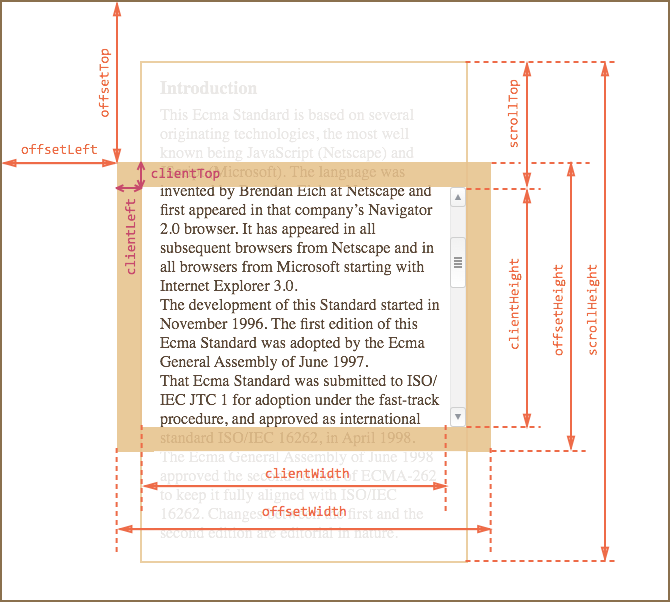 offsetTop
offsetLeft
scrollTop
Introduction
This Ecma Standard is based on several
originating technologies, the most well
known being JavaScript (Netscape) and
(Microsoft). The language was
clientTop
clientLeft
invented by Brendan Eich at Netscape and
first appeared in that company’s Navigator
2.0 browser. It has appeared in all
subsequent browsers from Netscape and in
all browsers from Microsoft starting with
Internet Explorer 3.0.
The development of this Standard started in
November 1996. The first edition of this
Ecma Standard was adopted by the Ecma
General Assembly of June 1997.
That Ecma Standard was submitted to ISO/
IEC JTC 1 for adoption under the fast-track
procedure, and approved as international
standard ISO/IEC 16262, in April 1998.
The Ecma General Assembly of June 1998
approved the second edition of ECMA-262
clientWidth
to keep it fully aligned with ISO/IEC
16262. Changes between the first and the
offsetWidth
second edition are editorial in nature.
clientHeight
offsetHeight
scrollHeight